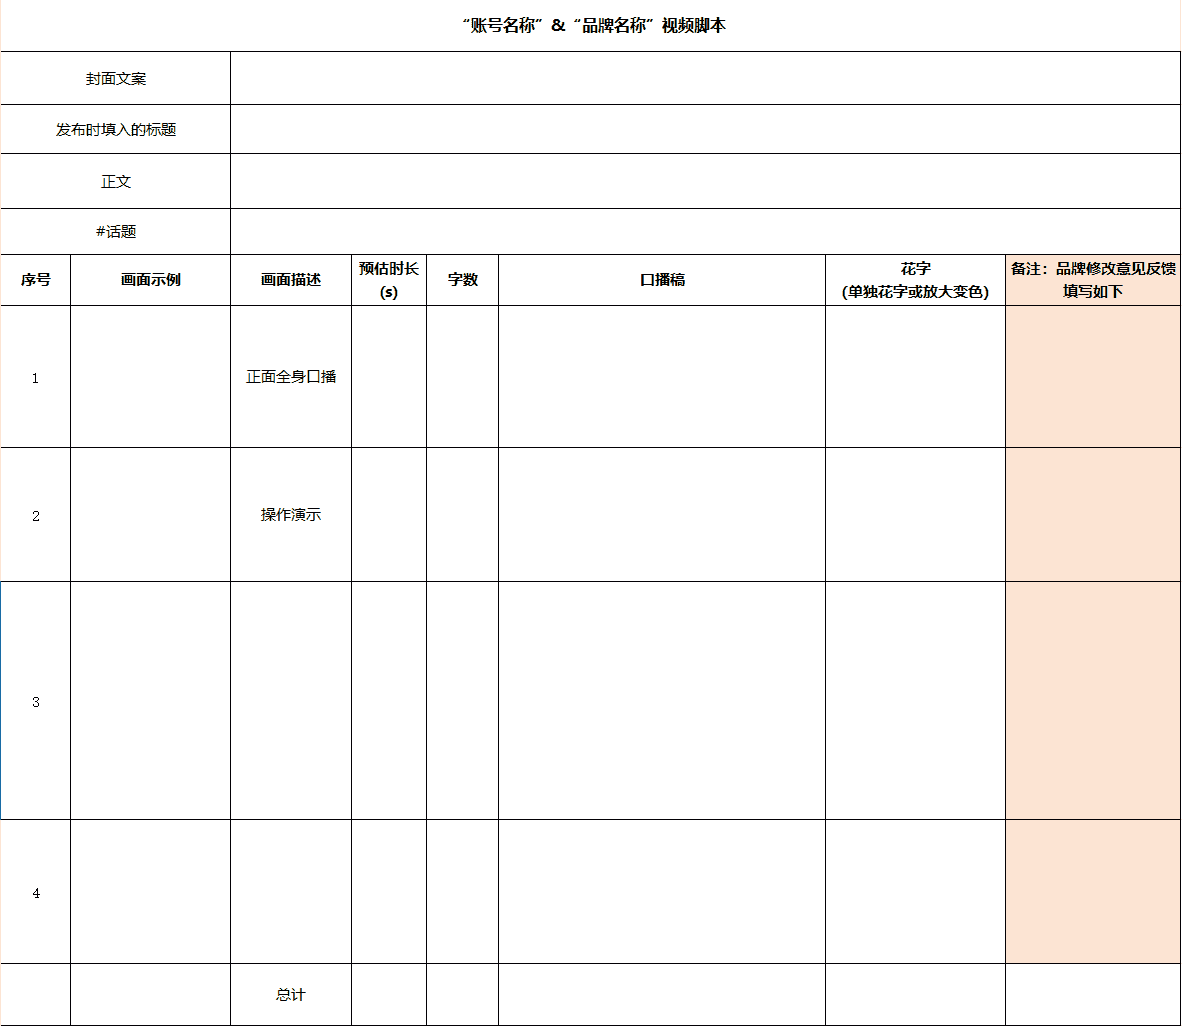 “账号名称”&“品牌名称”视频脚本
封面文案
发布时填入的标题
正文
#话题
序号 画面示例 画面描述 预估时长 字数 口播稿 花字 备注：品牌修改意见反馈
(s) (单独花字或放大变色) 填写如下
1 正面全身口播
2 操作演示
3
4
总计